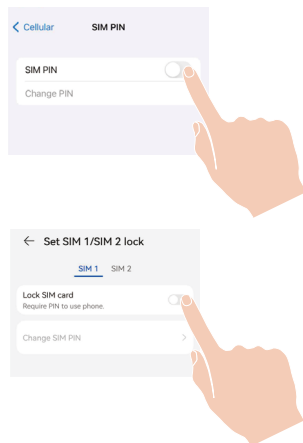 Cellular SIM PIN
SIM PIN
Change PIN
Set SIM 1/SIM 2 lock
SIM 1 SIM 2
Lock SIM card
Require PIN to use phone.
Change SIM PIN